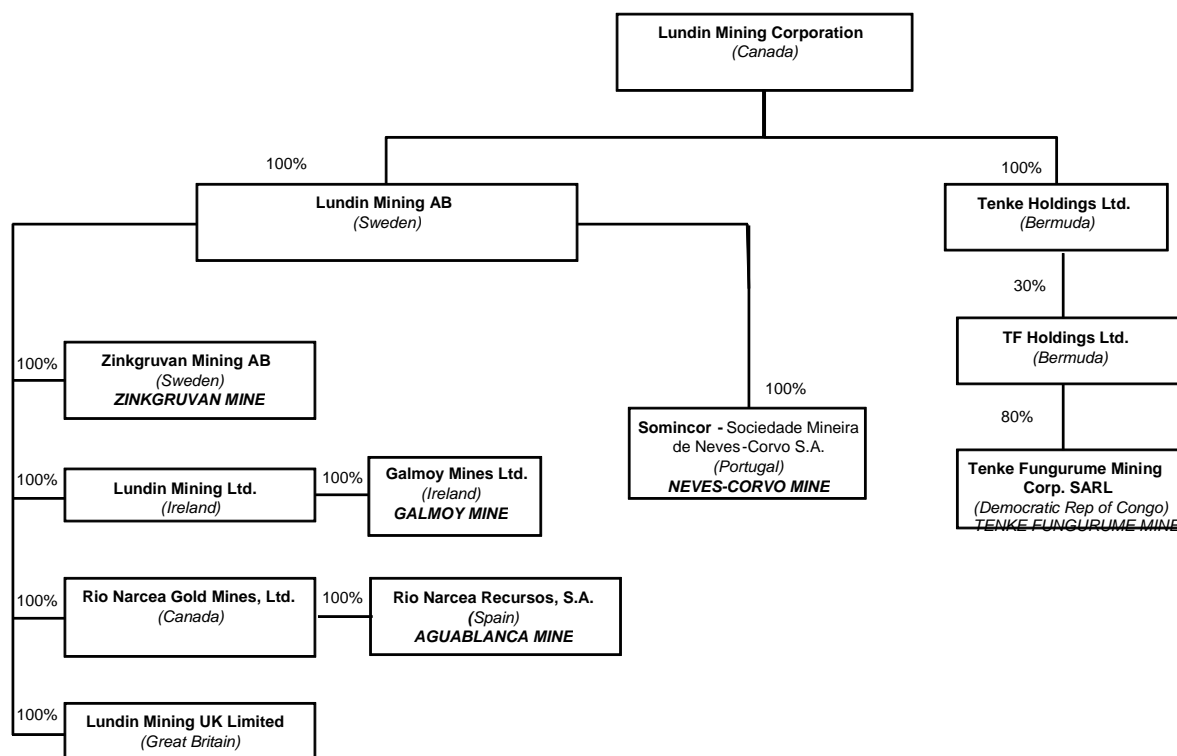 Lundin Mining Corporation
(Canada)
100%
100%
Lundin Mining AB
(Sweden)
Tenke Holdings Ltd.
(Bermuda)
30%
TF Holdings Ltd.
(Bermuda)
100%
Zinkgruvan Mining AB
(Sweden)
ZINKGRUVAN MINE
100%
Somincor - Sociedade Mineira
de Neves-Corvo S.A.
(Portugal)
NEVES-CORVO MINE
80%
Tenke Fungurume Mining
Corp. SARL
(Democratic Rep of Congo)
TENKE FUNGURUME MINE
100%
Lundin Mining Ltd.
(Ireland)
100%
Galmoy Mines Ltd.
(Ireland)
GALMOY MINE
100%
Rio Narcea Gold Mines, Ltd.
(Canada)
100%
Rio Narcea Recursos, S.A.
(Spain)
AGUABLANCA MINE
100%
Lundin Mining UK Limited
(Great Britain)